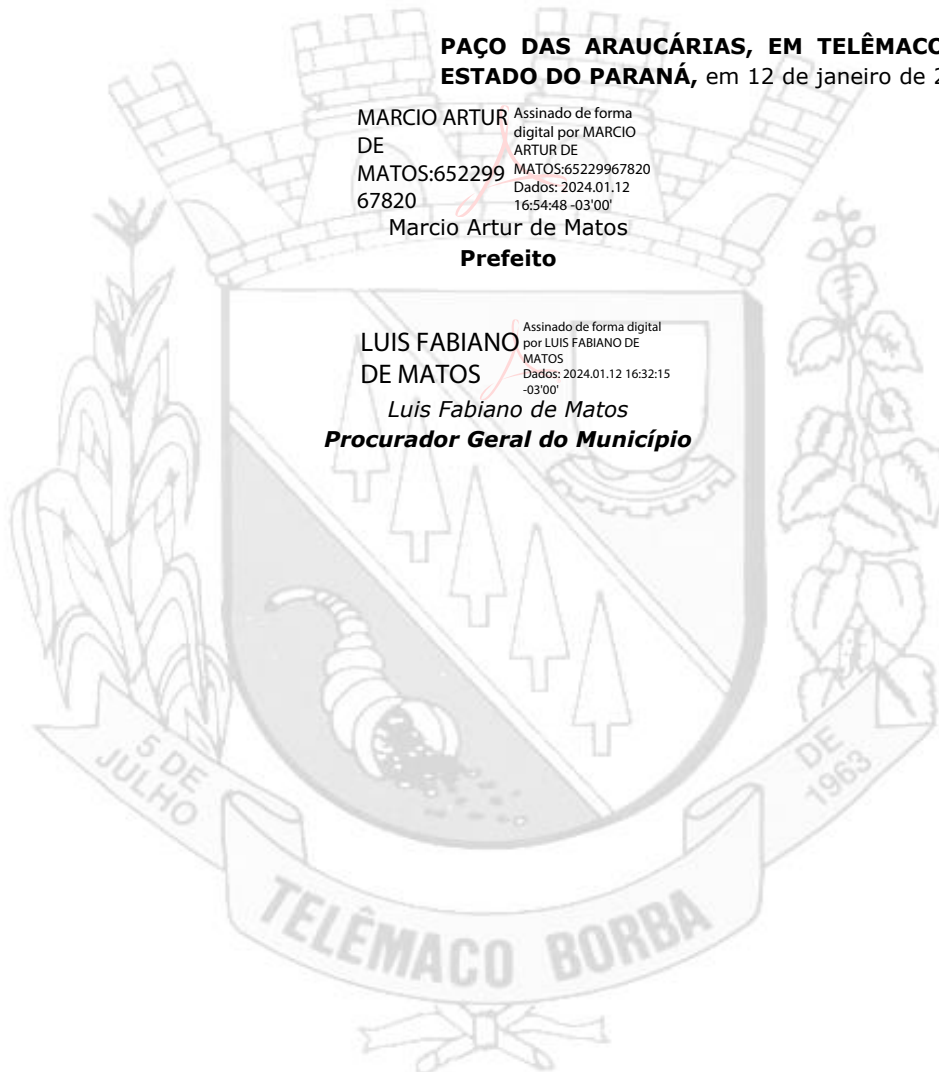 PAÇO DAS ARAUCÁRIAS, EM TELÊMACO
ESTADO DO PARANÁ, em 12 de janeiro de 2
MARCIO ARTUR
DE
MATOS:652299
67820
Assinado de forma
digital por MARCIO
ARTUR DE
MATOS:65229967820
Dados: 2024.01.12
16:54:48 -03'00'
Marcio Artur de Matos
Prefeito
LUIS FABIANO
DE MATOS
Assinado de forma digital
por LUIS FABIANO DE
MATOS
Dados: 2024.01.12 16:32:15
-03'00'
Luis Fabiano de Matos
Procurador Geral do Município
5 DE
JULHO
DE
1963
TELÊMACO BORBA